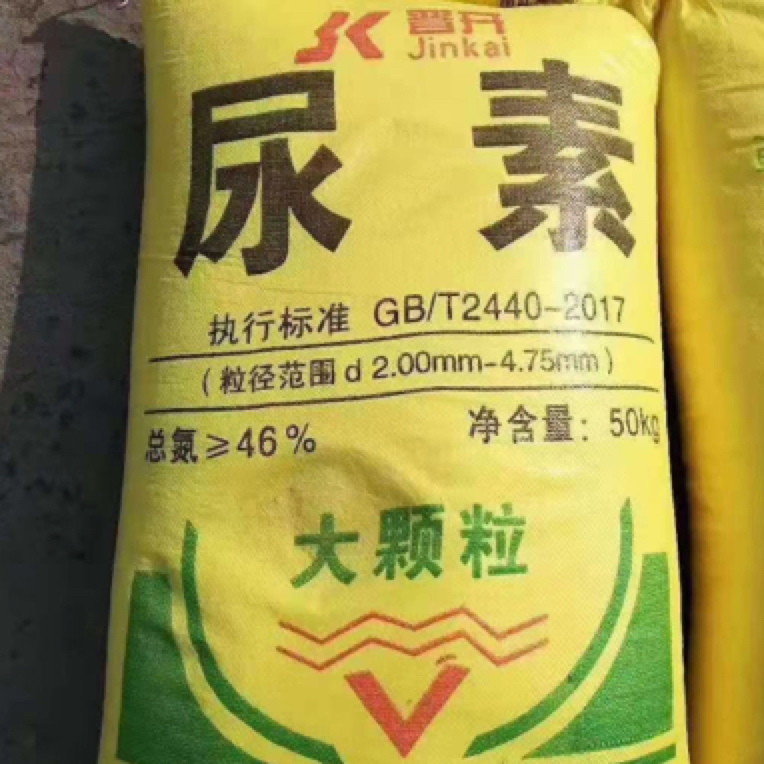 晋开
Jinkai
尿素
执行标准 GB/T2440-2017
(粒径范围d 2.00mm-4.75mm)
总氮≥46% 净含量: 50kg
大颗粒